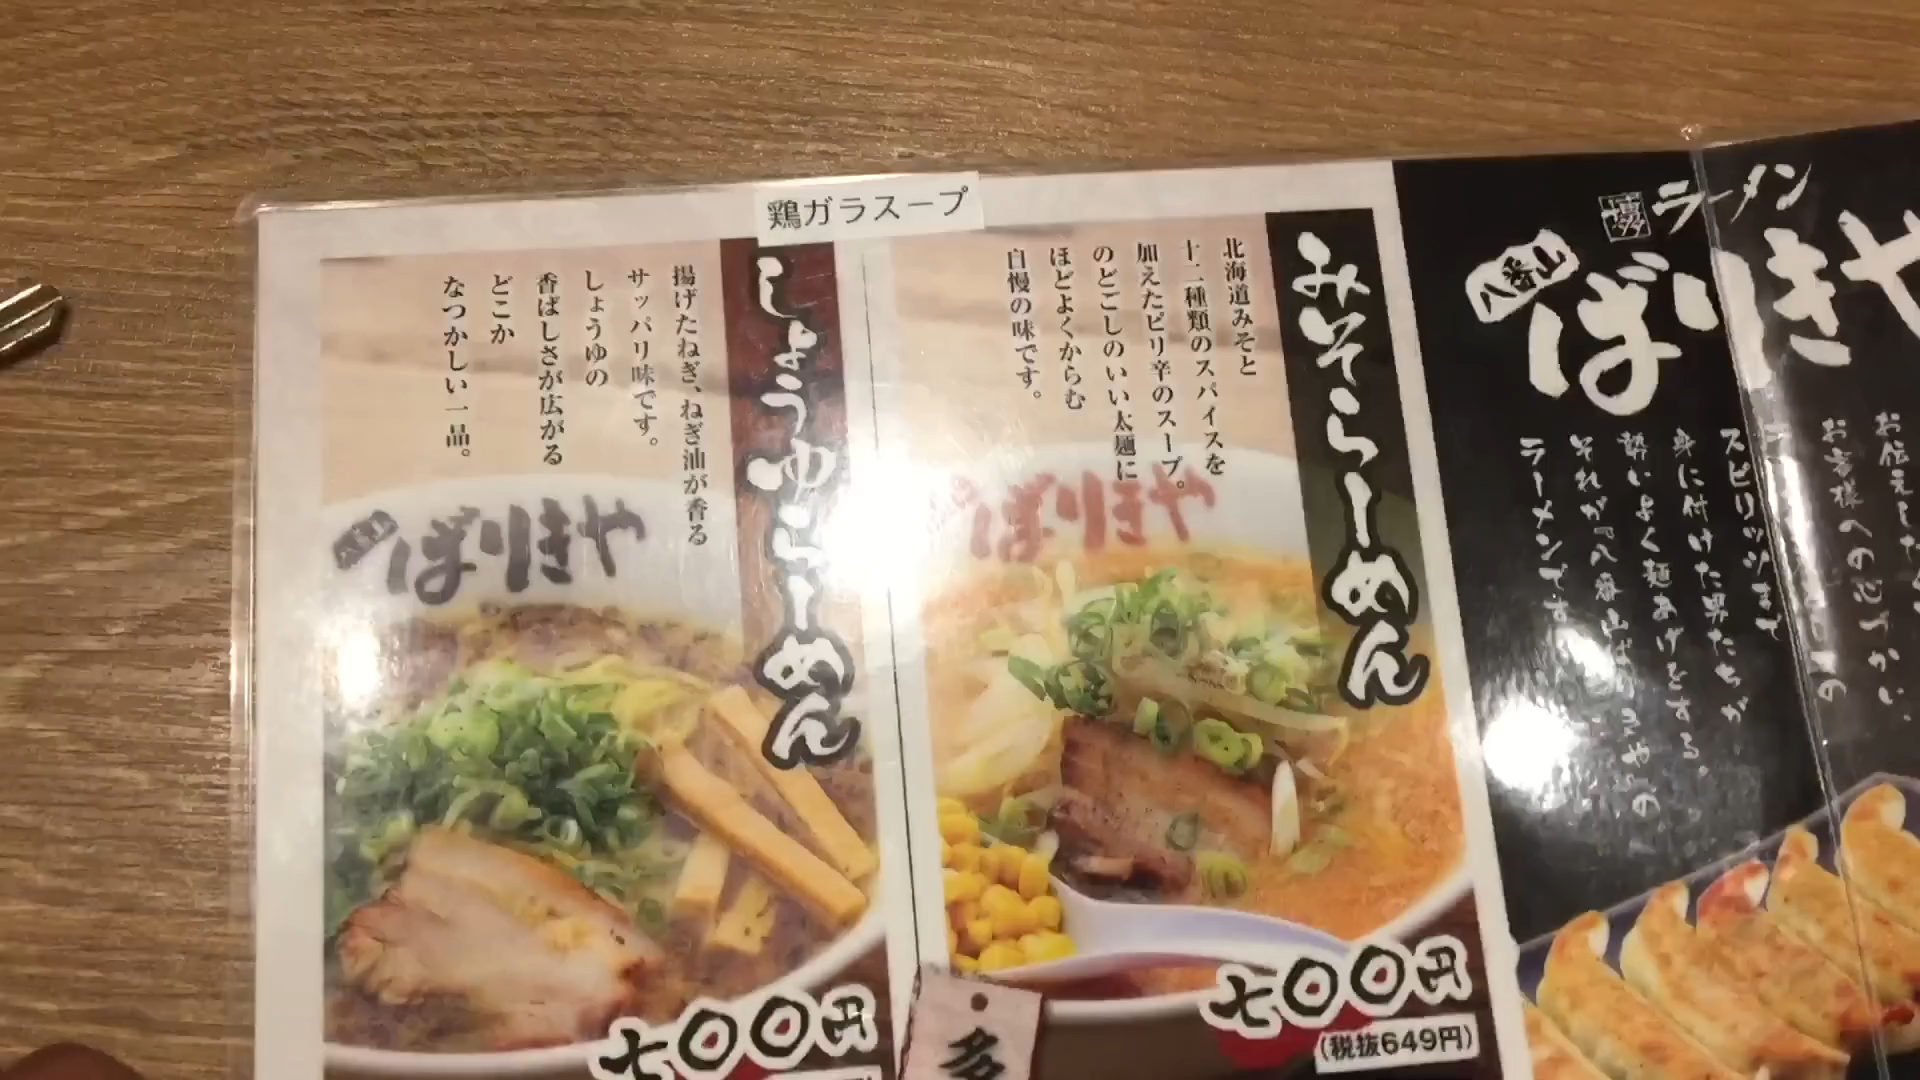 鶏ガラスープ
ラーメン
ばりきや
お客様への心づかい、
スピリッツまで
身に付けた男たちが
勢いよく麺あげをする。
ラーメンです
みそらーめん
北海道みそと
十二種類のスパイスを
加えたピリ辛のスープ。
のどごしのいい太麺に
ほどよくからむ
自慢の味です。
ばりきや
七〇〇円
(税抜649円)
しょうゆらーめん
揚げたねぎ、ねぎ油が香る
サッパリ味です。
しょうゆの
香ばしさが広がる
どこか
なつかしい一品。
ばりきや
七〇〇円